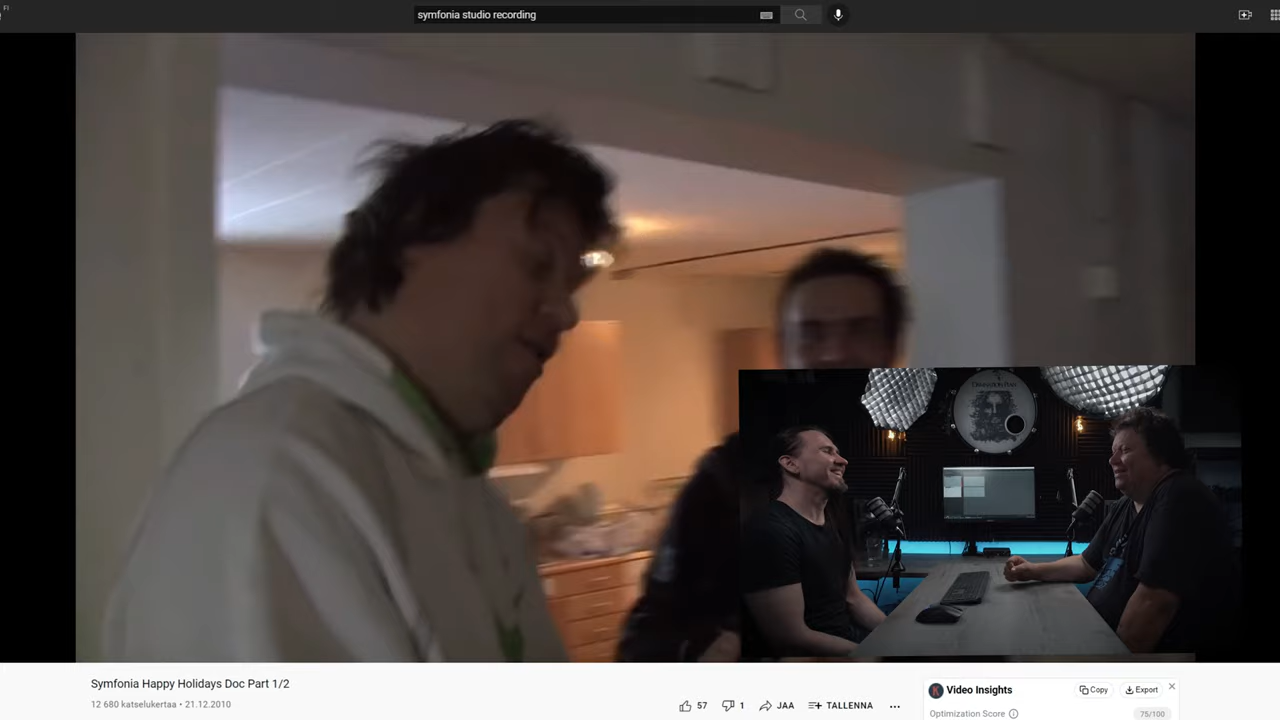 FI
symfonia studio recording
Symfonia Happy Holidays Doc Part 1/2
12 680 katselukertaa • 21.12.2010
57
1
JAA
TALLENNA
Video Insights
Copy
Export
Optimization Score
75/100